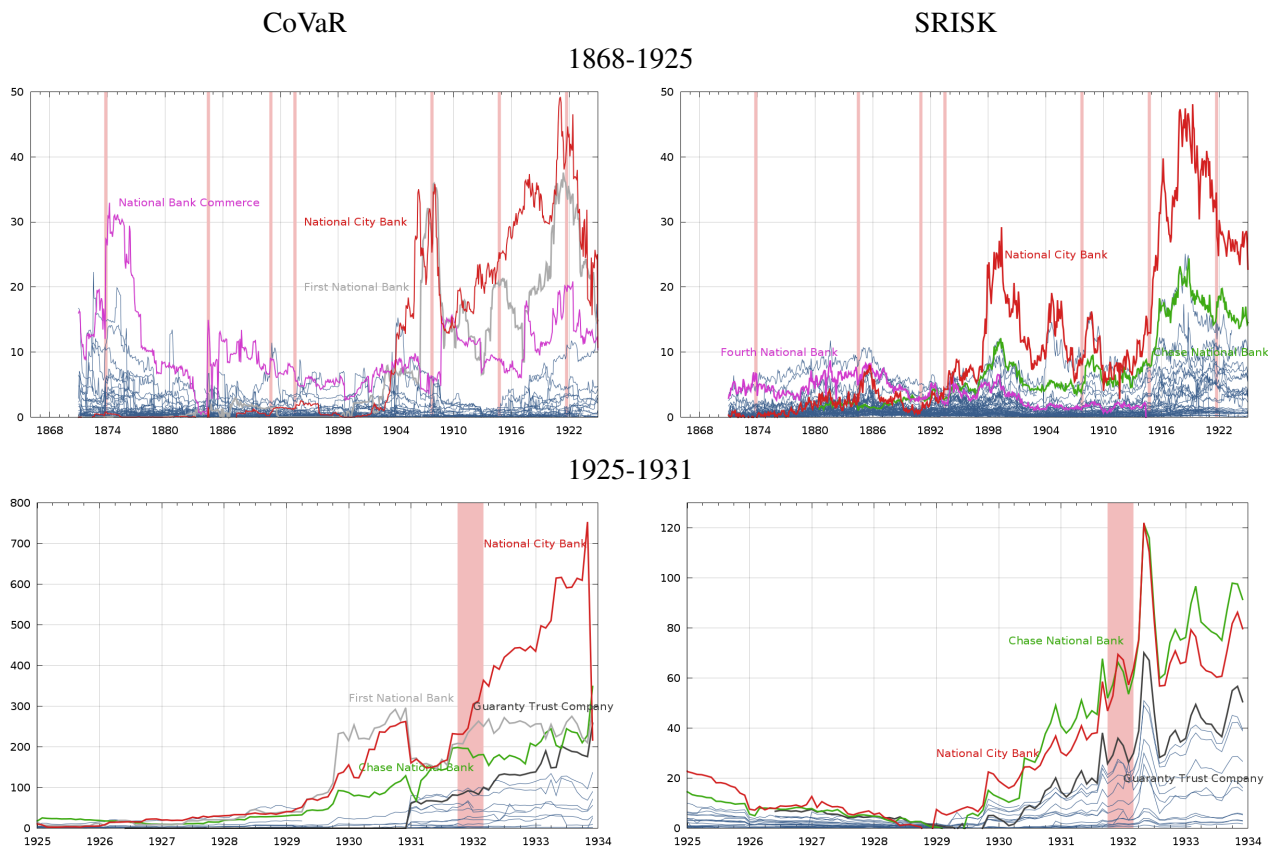 CoVaR SRISK
1868-1925
50 50
40 40
National Bank Commerce
30 National City Bank 30
National City Bank
20 First National Bank 20
10 Fourth National Bank Chase National Bank 10
0 0
1868 1874 1880 1886 1892 1898 1904 1910 1916 1922 1868 1874 1880 1886 1892 1898 1904 1910 1916 1922
1925-1931
800
120
700 National City Bank
100
600
500 80
Chase National Bank
400 60
First National Bank
300 Guaranty Trust Company
40
National City Bank
200
Chase National Bank 20 Guaranty Trust Company
100
0 0
1925 1926 1927 1928 1929 1930 1931 1932 1933 1934 1925 1926 1927 1928 1929 1930 1931 1932 1933 1934